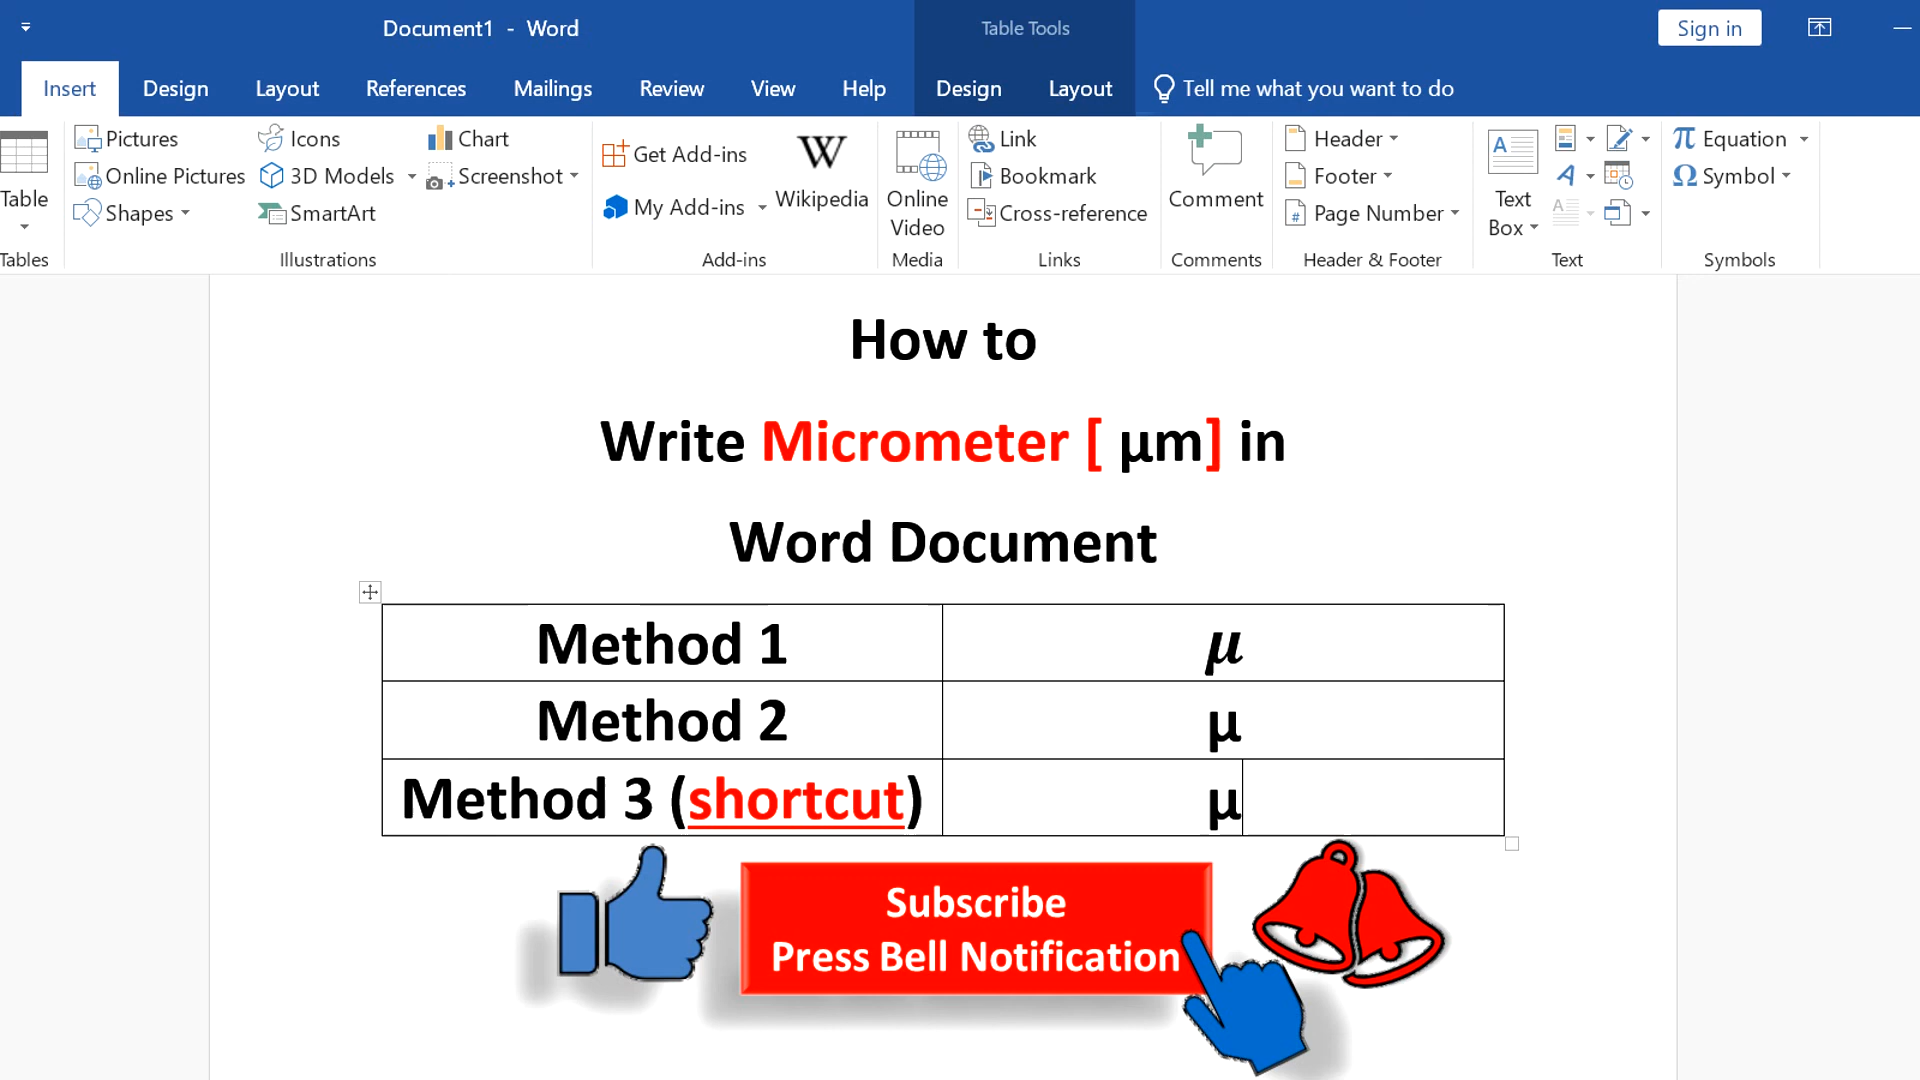 Document1 - Word
Table Tools
Sign in
Insert Design Layout References Mailings Review View Help Design Layout Tell me what you want to do
Table
Tables
Pictures
Online Pictures
Shapes
Icons
3D Models
SmartArt
Chart
Screenshot
Illustrations
Get Add-ins
My Add-ins
W
Wikipedia
Add-ins
Online
Video
Media
Link
Bookmark
Cross-reference
Links
Comment
Comments
Header
Footer
# Page Number
Header & Footer
A
Text
Box
A
A
Text
π Equation
Ω Symbol
Symbols
How to
Write Micrometer [ µm] in
Word Document
Method 1 𝝁
Method 2 µ
Method 3 (shortcut) µ
Subscribe
Press Bell Notification